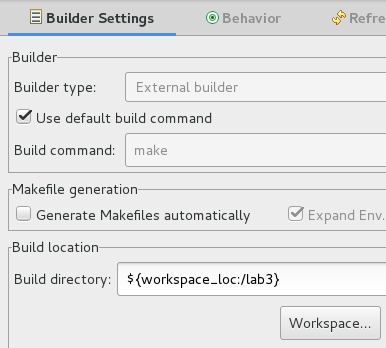 Builder Settings Behavior Refre
Builder
Builder type: External builder
Use default build command
Build command: make
Makefile generation
Generate Makefiles automatically Expand Env.
Build location
Build directory: ${workspace_loc:/lab3}
Workspace...